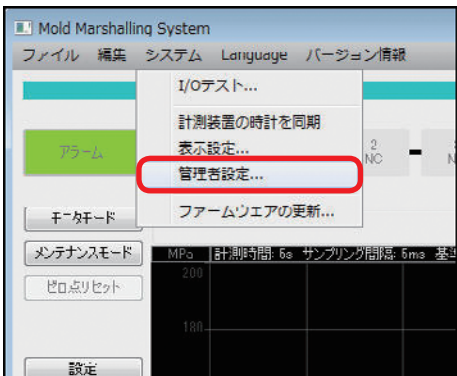 Mold Marshalling System
ファイル 編集 システム Language バージョン情報
I/Oテスト...
計測装置の時計を同期
表示設定...
管理者設定...
ファームウエアの更新...
アラーム
2
NC
N
モニタモード
メンテナンスモード
ゼロ点リセット
設定
MPa 計測時間: 6s サンプリング間隔: 6ms 基準
200
180